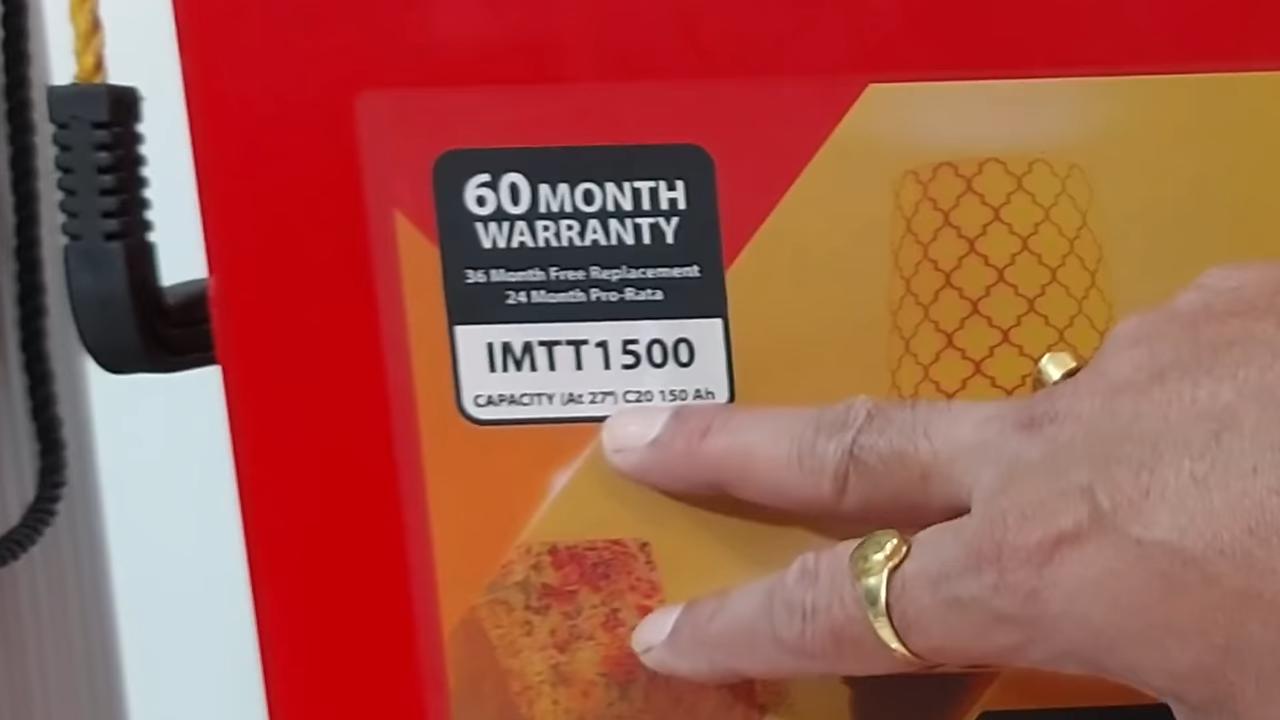 60 MONTH
WARRANTY
36 Month Free Replacement
24 Month Pro-Rata
IMTT1500
CAPACITY (At 27°) C20 150 Ah